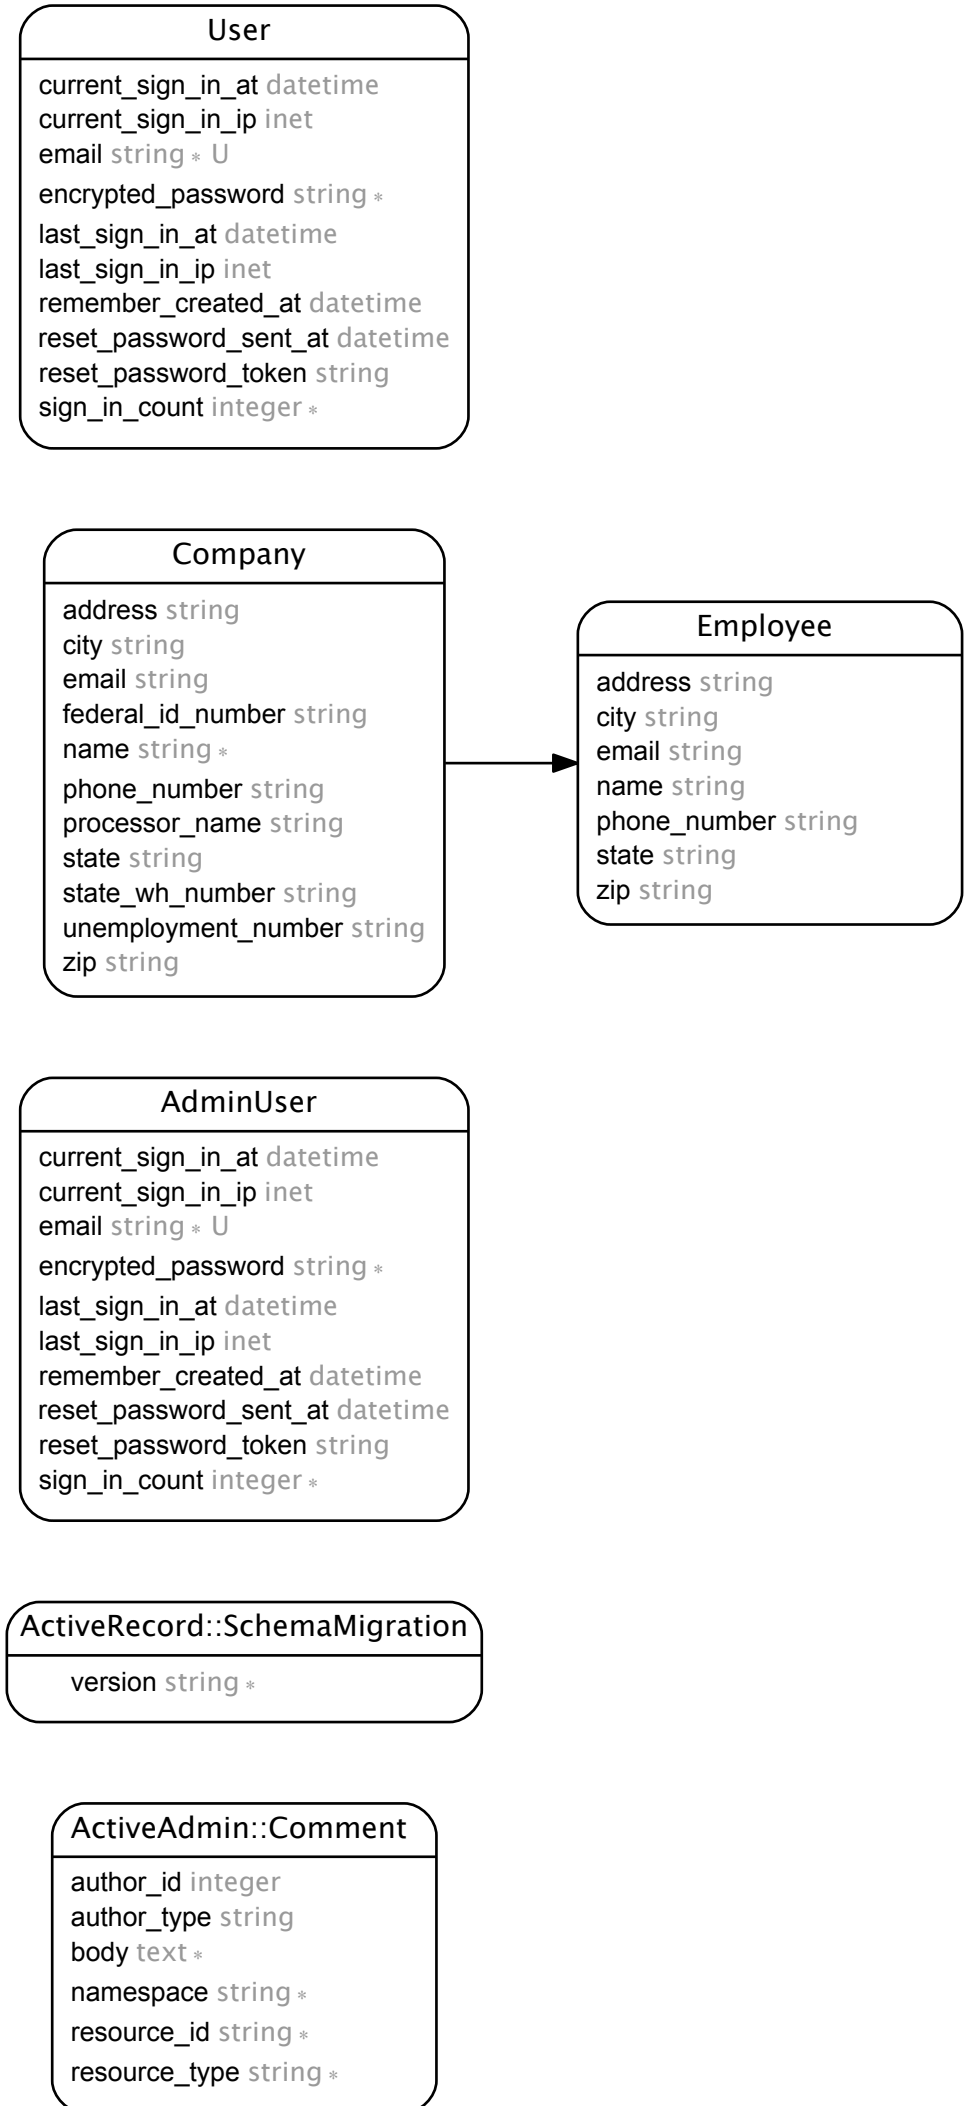 User
current_sign_in_at datetime
current_sign_in_ip inet
email string * U
encrypted_password string *
last_sign_in_at datetime
last_sign_in_ip inet
remember_created_at datetime
reset_password_sent_at datetime
reset_password_token string
sign_in_count integer *
Company
address string
city string
email string
federal_id_number string
name string *
phone_number string
processor_name string
state string
state_wh_number string
unemployment_number string
zip string
Employee
address string
city string
email string
name string
phone_number string
state string
zip string
AdminUser
current_sign_in_at datetime
current_sign_in_ip inet
email string * U
encrypted_password string *
last_sign_in_at datetime
last_sign_in_ip inet
remember_created_at datetime
reset_password_sent_at datetime
reset_password_token string
sign_in_count integer *
ActiveRecord::SchemaMigration
version string *
ActiveAdmin::Comment
author_id integer
author_type string
body text *
namespace string *
resource_id string *
resource_type string *